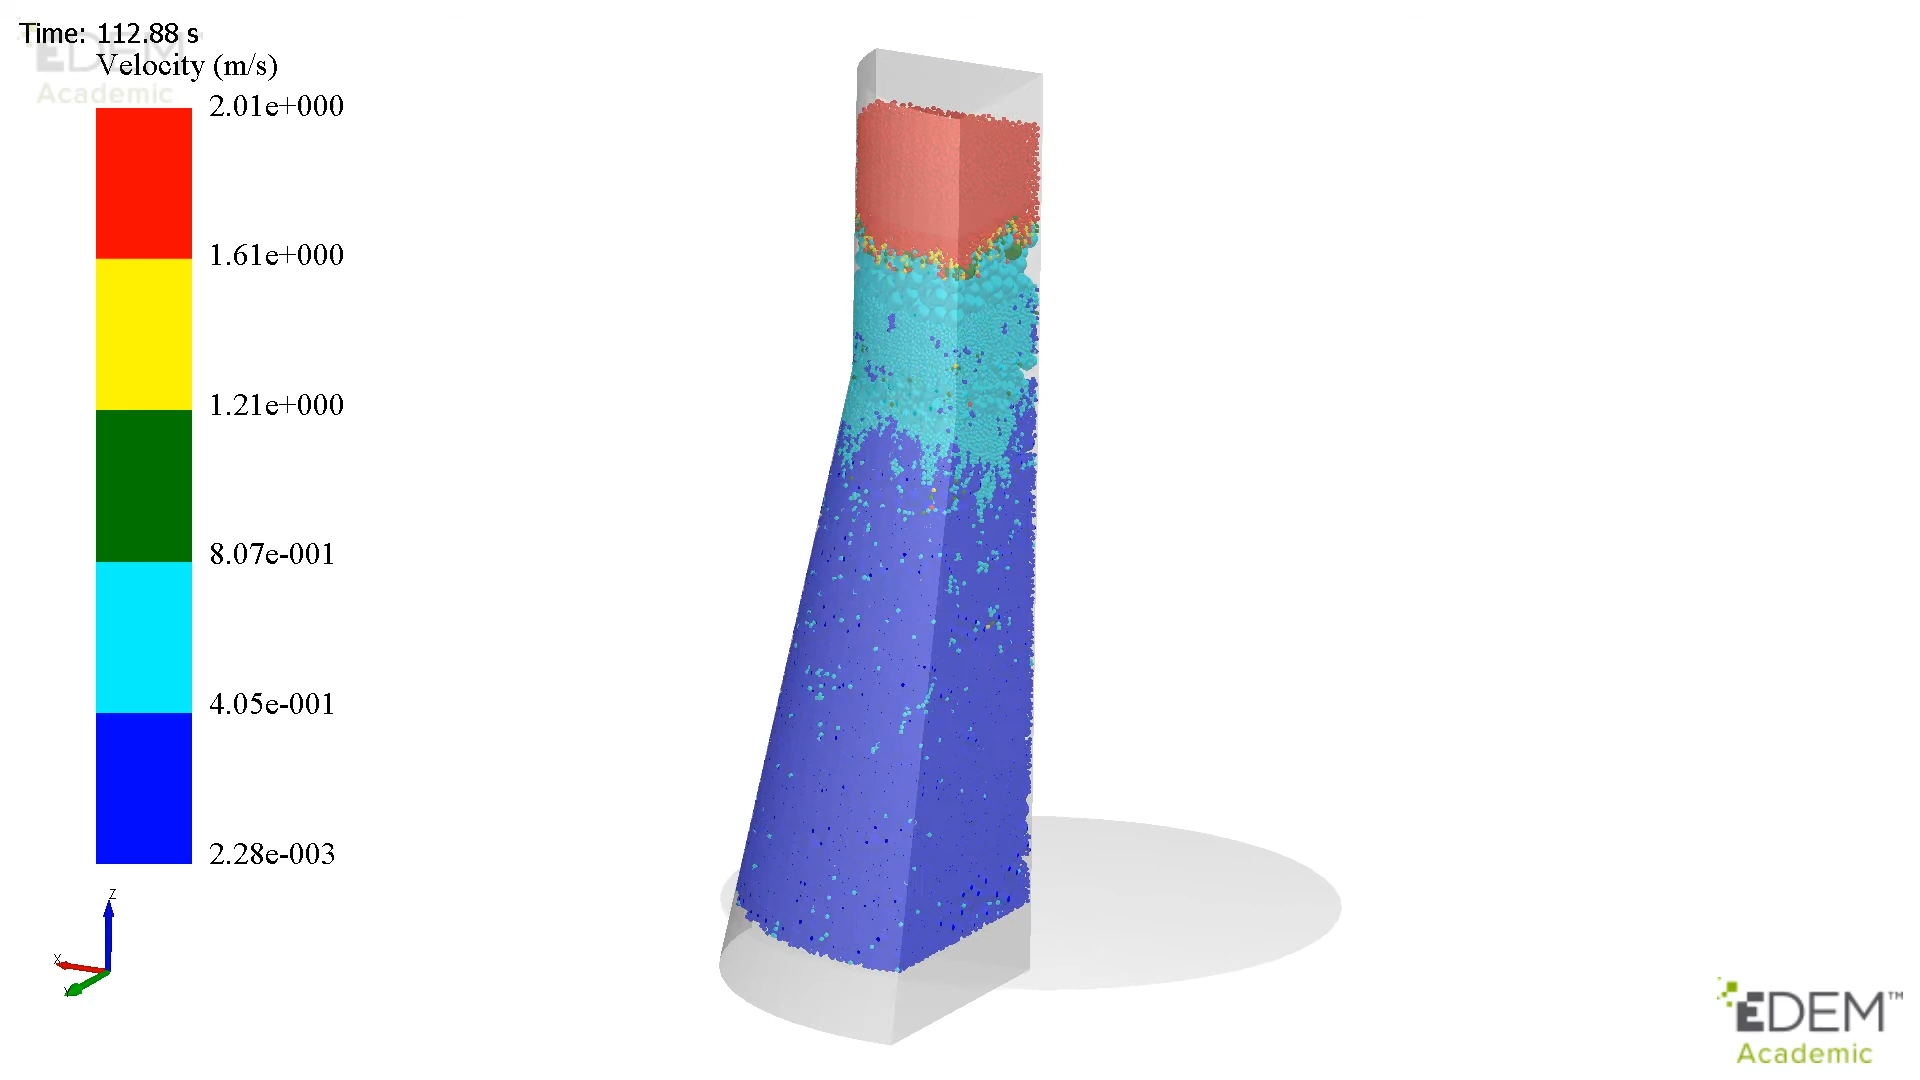 Time: 112.88 s
EDEM
Academic
Velocity (m/s)
2.01e+000
1.61e+000
1.21e+000
8.07e-001
4.05e-001
2.28e-003
Z
X
Y
EDEM™
Academic